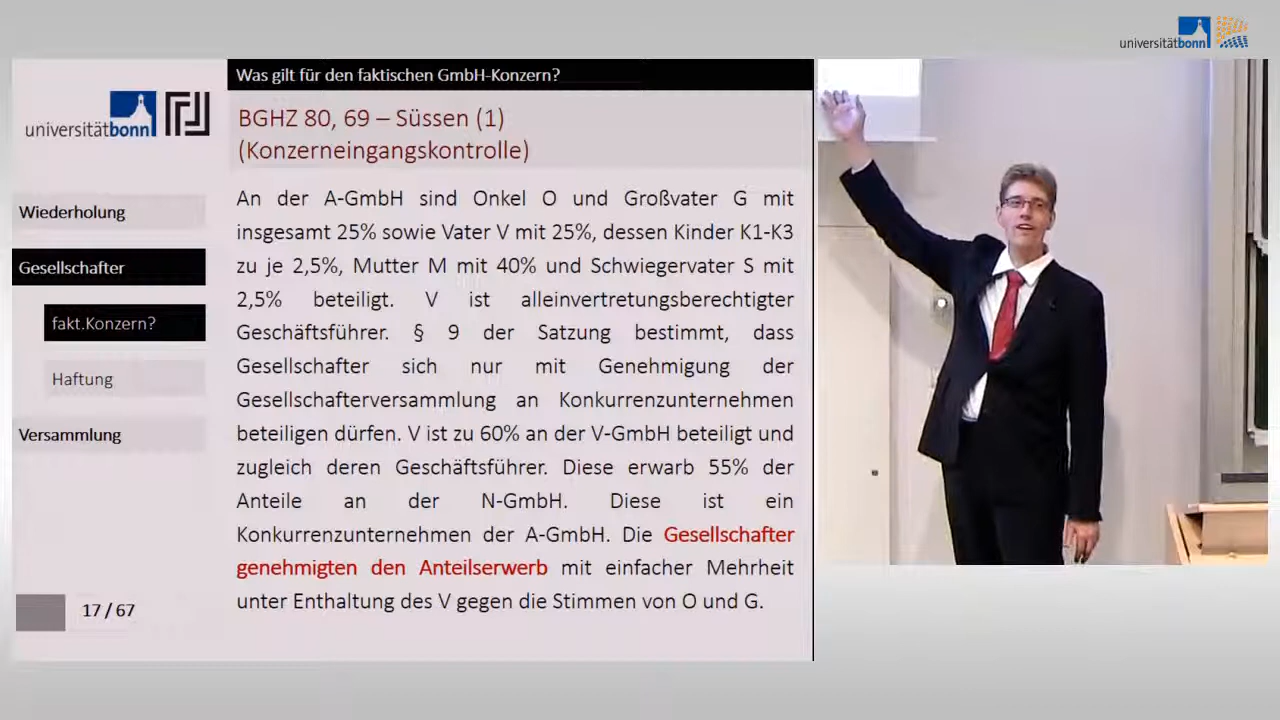 universitätbonn
Was gilt für den faktischen GmbH-Konzern?
universitätbonn
BGHZ 80, 69 – Süssen (1)
(Konzerneingangskontrolle)
Wiederholung
Gesellschafter
fakt.Konzern?
Haftung
Versammlung
17 / 67
An der A-GmbH sind Onkel O und Großvater G mit
insgesamt 25% sowie Vater V mit 25%, dessen Kinder K1-K3
zu je 2,5%, Mutter M mit 40% und Schwiegervater S mit
2,5% beteiligt. V ist alleinvertretungsberechtigter
Geschäftsführer. § 9 der Satzung bestimmt, dass
Gesellschafter sich nur mit Genehmigung der
Gesellschafterversammlung an Konkurrenzunternehmen
beteiligen dürfen. V ist zu 60% an der V-GmbH beteiligt und
zugleich deren Geschäftsführer. Diese erwarb 55% der
Anteile an der N-GmbH. Diese ist ein
Konkurrenzunternehmen der A-GmbH. Die Gesellschafter
genehmigten den Anteilserwerb mit einfacher Mehrheit
unter Enthaltung des V gegen die Stimmen von O und G.